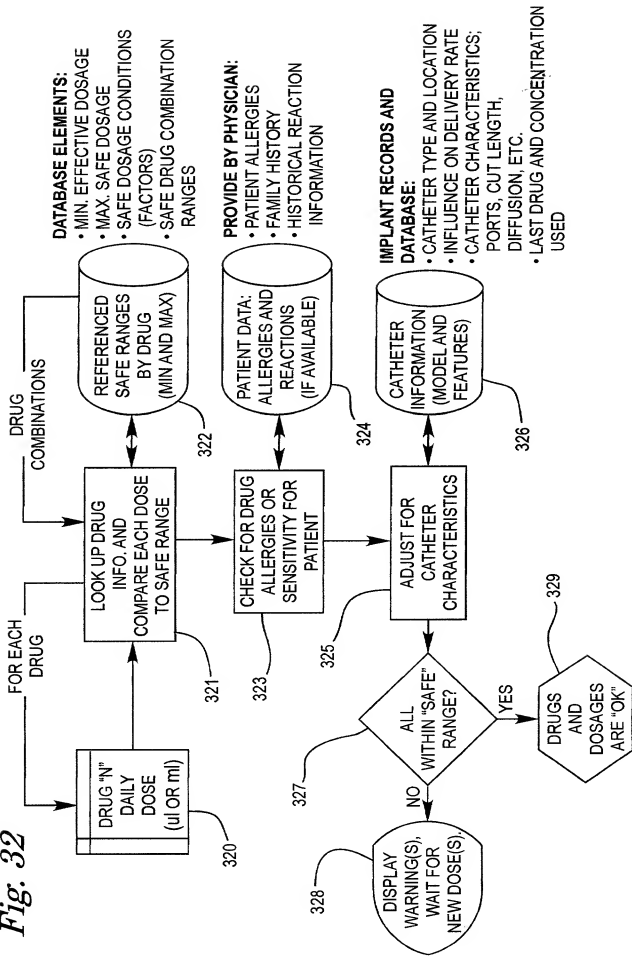 Fig. 32
FOR EACH
DRUG
DRUG
COMBINATIONS
DRUG "N"
DAILY
DOSE
(ul OR ml)
320
LOOK UP DRUG
INFO. AND
COMPARE EACH DOSE
TO SAFE RANGE
321
REFERENCED
SAFE RANGES
BY DRUG
(MIN AND MAX)
322
DATABASE ELEMENTS:
• MIN. EFFECTIVE DOSAGE
• MAX. SAFE DOSAGE
• SAFE DOSAGE CONDITIONS
(FACTORS)
• SAFE DRUG COMBINATION
RANGES
CHECK FOR DRUG
ALLERGIES OR
SENSITIVITY FOR
PATIENT
323
PATIENT DATA:
ALLERGIES AND
REACTIONS
(IF AVAILABLE)
324
PROVIDE BY PHYSICIAN:
• PATIENT ALLERGIES
• FAMILY HISTORY
• HISTORICAL REACTION
INFORMATION
ADJUST FOR
CATHETER
CHARACTERISTICS
325
CATHETER
INFORMATION
(MODEL AND
FEATURES)
326
IMPLANT RECORDS AND
DATABASE:
• CATHETER TYPE AND LOCATION
• INFLUENCE ON DELIVERY RATE
• CATHETER CHARACTERISTICS;
PORTS, CUT LENGTH,
DIFFUSION, ETC.
• LAST DRUG AND CONCENTRATION
USED
ALL
WITHIN "SAFE"
RANGE?
327
NO
YES
DISPLAY
WARNING(S),
WAIT FOR
NEW DOSE(S).
328
DRUGS
AND
DOSAGES
ARE "OK"
329